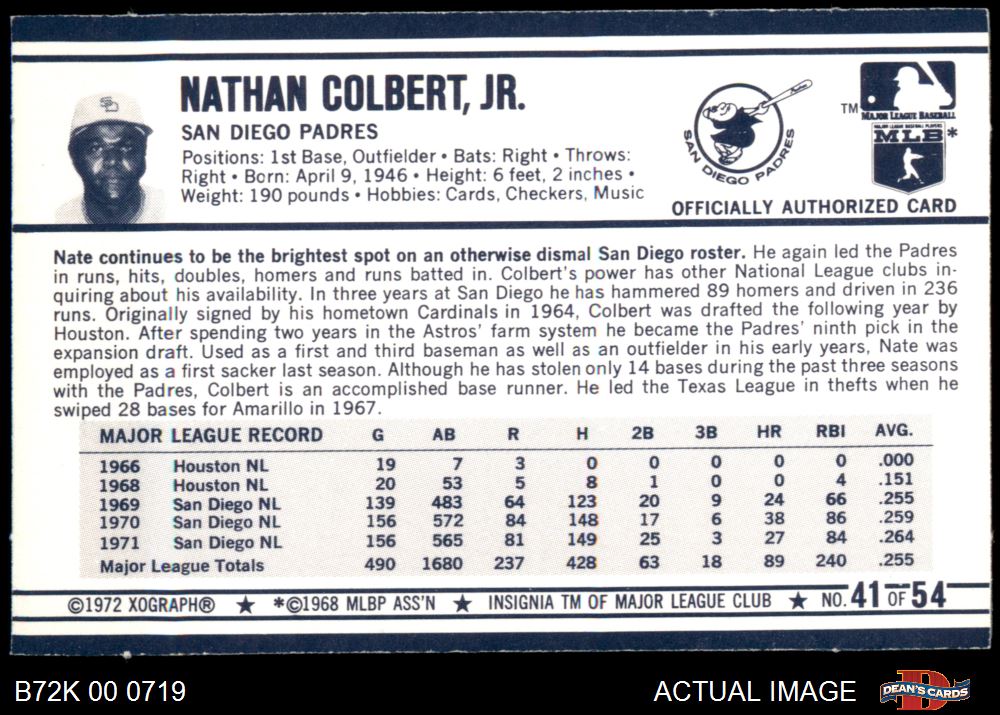 NATHAN COLBERT, JR.
SAN DIEGO PADRES
Positions: 1st Base, Outfielder • Bats: Right • Throws:
Right • Born: April 9, 1946 • Height: 6 feet, 2 inches •
Weight: 190 pounds • Hobbies: Cards, Checkers, Music
SD
SAN DIEGO PADRES
TM
MAJOR LEAGUE BASEBALL
MAJOR LEAGUE BASEBALL PLAYERS
MLB*
OFFICIALLY AUTHORIZED CARD
Nate continues to be the brightest spot on an otherwise dismal San Diego roster. He again led the Padres
in runs, hits, doubles, homers and runs batted in. Colbert's power has other National League clubs in-
quiring about his availability. In three years at San Diego he has hammered 89 homers and driven in 236
runs. Originally signed by his hometown Cardinals in 1964, Colbert was drafted the following year by
Houston. After spending two years in the Astros' farm system he became the Padres' ninth pick in the
expansion draft. Used as a first and third baseman as well as an outfielder in his early years, Nate was
employed as a first sacker last season. Although he has stolen only 14 bases during the past three seasons
with the Padres, Colbert is an accomplished base runner. He led the Texas League in thefts when he
swiped 28 bases for Amarillo in 1967.
MAJOR LEAGUE RECORD G AB R H 2B 3B HR RBI AVG.
1966 Houston NL 19 7 3 0 0 0 0 0 .000
1968 Houston NL 20 53 5 8 1 0 0 4 .151
1969 San Diego NL 139 483 64 123 20 9 24 66 .255
1970 San Diego NL 156 572 84 148 17 6 38 86 .259
1971 San Diego NL 156 565 81 149 25 3 27 84 .264
Major League Totals 490 1680 237 428 63 18 89 240 .255
©1972 XOGRAPH® ★ *©1968 MLBP ASS'N ★ INSIGNIA TM OF MAJOR LEAGUE CLUB ★ NO. 41 OF 54
B72K 00 0719
ACTUAL IMAGE
DEAN'S CARDS